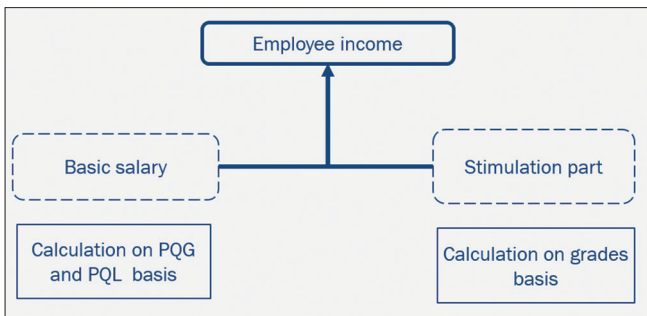 Employee income
Basic salary
Stimulation part
Calculation on PQG
and PQL basis
Calculation on grades
basis